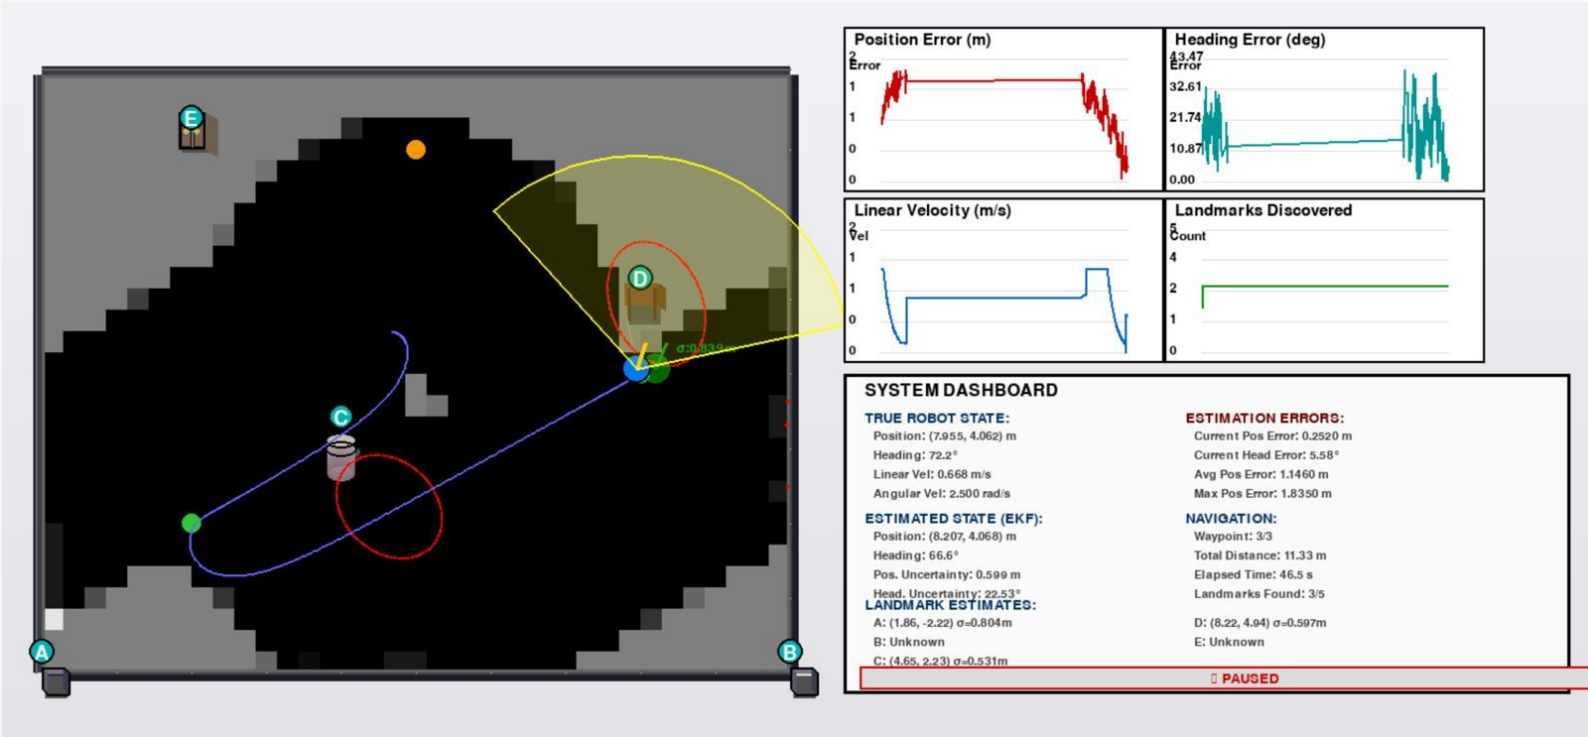 E
D
σ:0.839m
C
A
B
Position Error (m)
2
Error
1
1
0
0
Heading Error (deg)
43.47
Error
32.61
21.74
10.87
0.00
Linear Velocity (m/s)
2
Vel
1
1
0
0
Landmarks Discovered
5
Count
4
2
1
0
SYSTEM DASHBOARD
TRUE ROBOT STATE:
Position: (7.955, 4.062) m
Heading: 72.2°
Linear Vel: 0.668 m/s
Angular Vel: 2.500 rad/s
ESTIMATED STATE (EKF):
Position: (8.207, 4.068) m
Heading: 66.6°
Pos. Uncertainty: 0.599 m
Head. Uncertainty: 22.53°
LANDMARK ESTIMATES:
A: (1.86, -2.22) σ=0.804m
B: Unknown
C: (4.65, 2.23) σ=0.531m
ESTIMATION ERRORS:
Current Pos Error: 0.2520 m
Current Head Error: 5.58°
Avg Pos Error: 1.1460 m
Max Pos Error: 1.8350 m
NAVIGATION:
Waypoint: 3/3
Total Distance: 11.33 m
Elapsed Time: 46.5 s
Landmarks Found: 3/5
D: (8.22, 4.94) σ=0.597m
E: Unknown
PAUSED